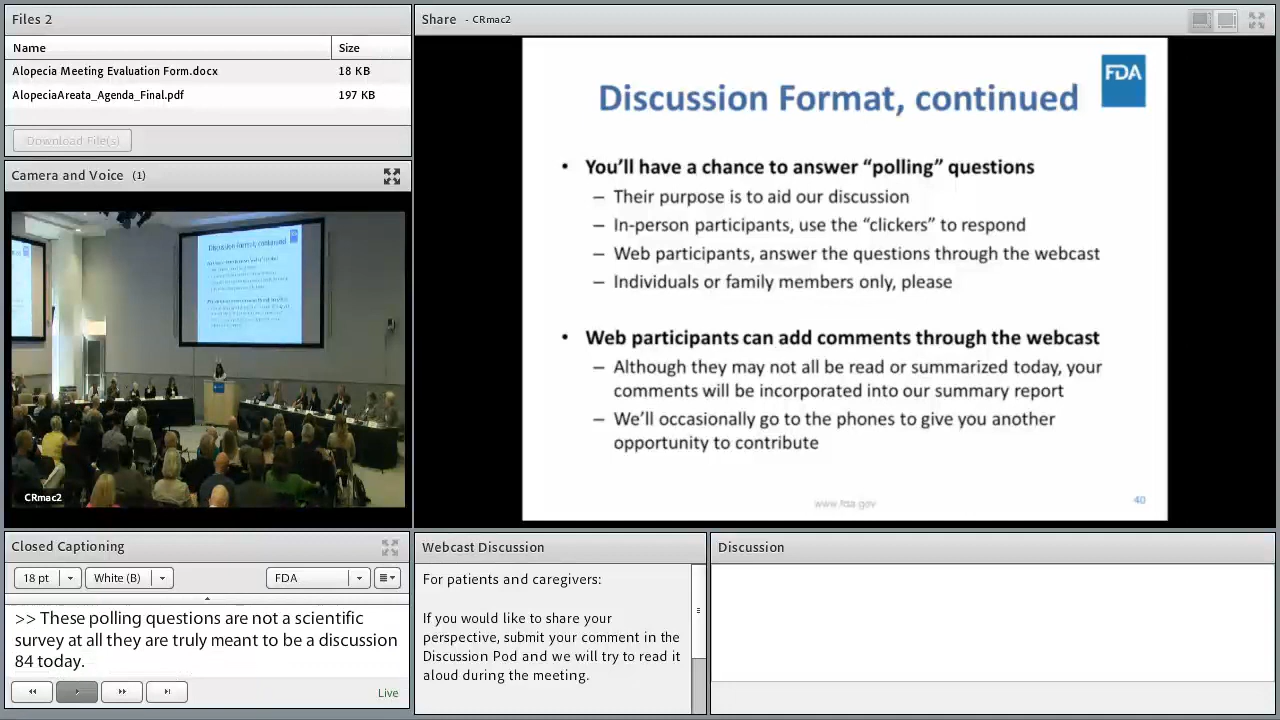 Files 2
Name
Size
Alopecia Meeting Evaluation Form.docx
18 KB
AlopeciaAreata_Agenda_Final.pdf
197 KB
Download File(s)
Camera and Voice (1)
Discussion Format, continued
CRmac2
Share - CRmac2
FDA
Discussion Format, continued
• You'll have a chance to answer “polling” questions
– Their purpose is to aid our discussion
– In-person participants, use the “clickers” to respond
– Web participants, answer the questions through the webcast
– Individuals or family members only, please
• Web participants can add comments through the webcast
– Although they may not all be read or summarized today, your
comments will be incorporated into our summary report
– We'll occasionally go to the phones to give you another
opportunity to contribute
www.fda.gov
40
Closed Captioning
18 pt
White (B)
FDA
>> These polling questions are not a scientific
survey at all they are truly meant to be a discussion
84 today.
Live
Webcast Discussion
For patients and caregivers:
If you would like to share your
perspective, submit your comment in the
Discussion Pod and we will try to read it
aloud during the meeting.
Discussion